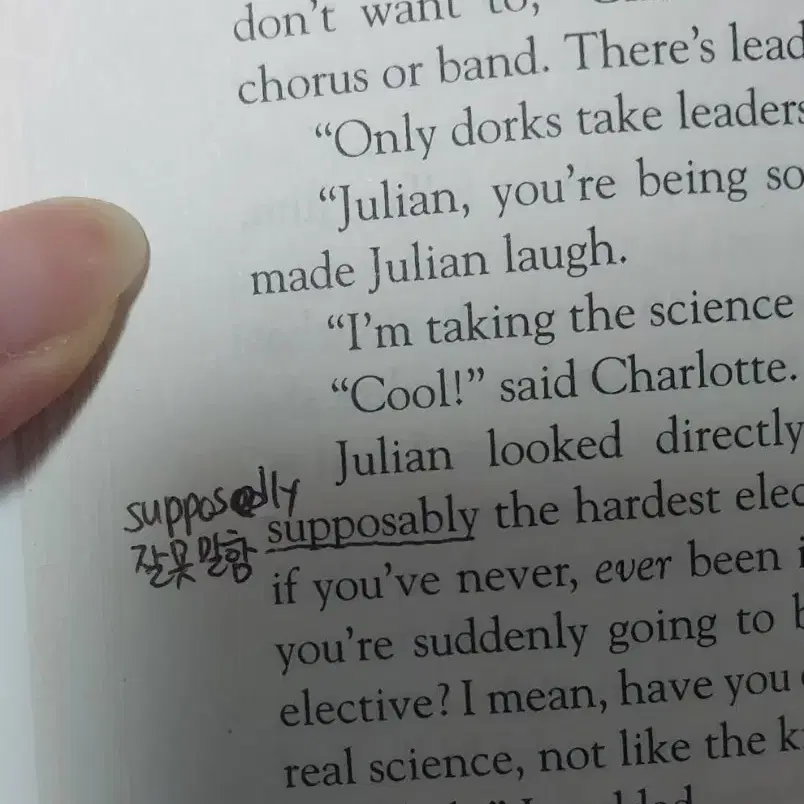 don't want to,
chorus or band. There's lead
"Only dorks take leaders
"Julian, you're being so
made Julian laugh.
"I'm taking the science
"Cool!" said Charlotte.
Julian looked directly
supposedly
잘못말함
supposably the hardest elec
if you've never, ever been i
you're suddenly going to b
elective? I mean, have you
real science, not like the k